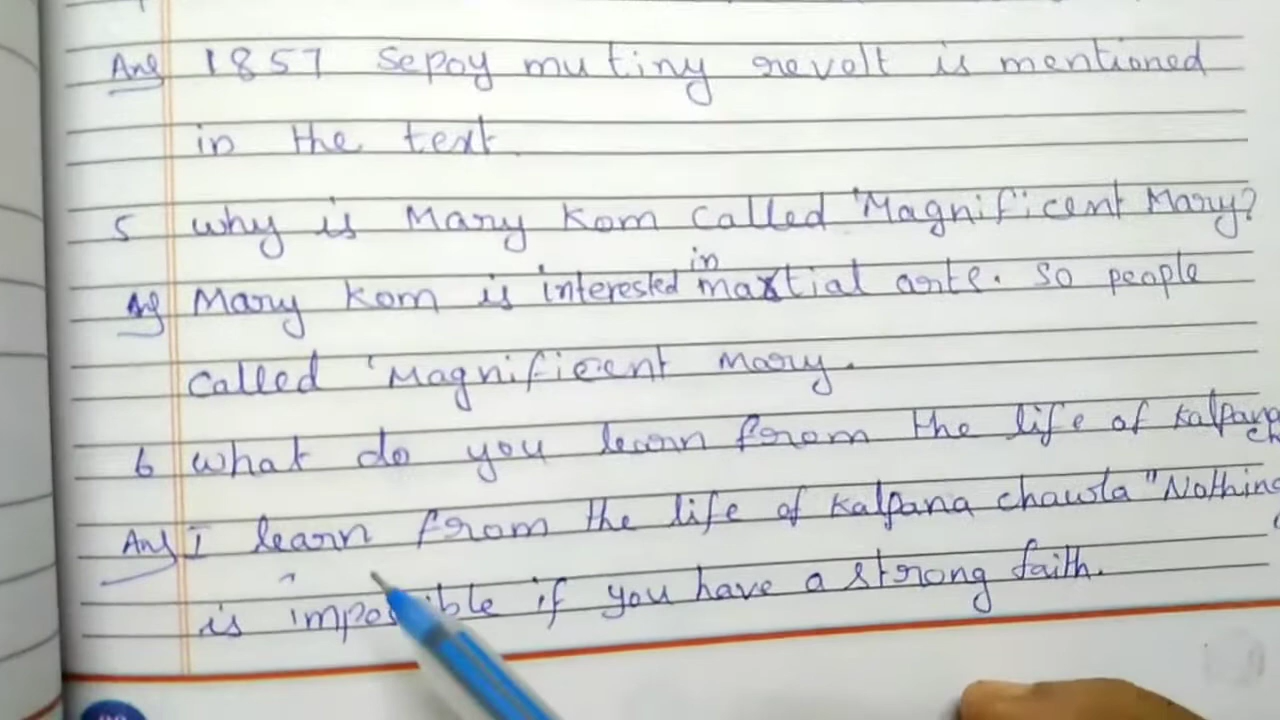 Ans 1857 sepoy mutiny revolt is mentioned
in the text
5 why is Mary Kom called "Magnificent Mary?
Ans Mary Kom is interested in martial arts. So people
called 'Magnificent Mary.
6 what do you learn from the life of Kalpana
Ans I learn from the life of Kalpana chawla "Nothing
is impossible if you have a strong faith.